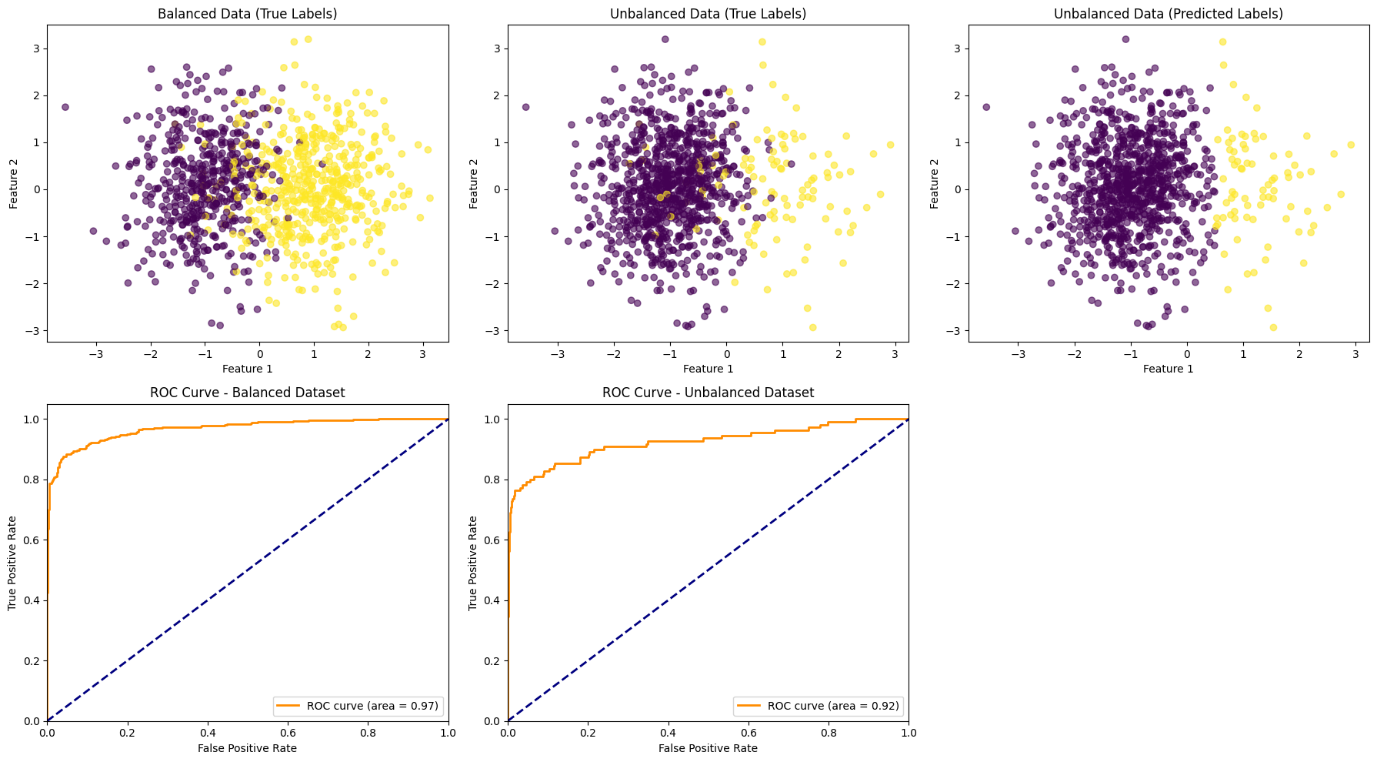 Balanced Data (True Labels)
Feature 2
3
2
1
0
−1
−2
−3
−3 −2 −1 0 1 2 3
Feature 1
Unbalanced Data (True Labels)
Feature 2
3
2
1
0
−1
−2
−3
−3 −2 −1 0 1 2 3
Feature 1
Unbalanced Data (Predicted Labels)
Feature 2
3
2
1
0
−1
−2
−3
−3 −2 −1 0 1 2 3
Feature 1
ROC Curve - Balanced Dataset
True Positive Rate
1.0
0.8
0.6
0.4
0.2
0.0
ROC curve (area = 0.97)
0.0 0.2 0.4 0.6 0.8 1.0
False Positive Rate
ROC Curve - Unbalanced Dataset
True Positive Rate
1.0
0.8
0.6
0.4
0.2
0.0
ROC curve (area = 0.92)
0.0 0.2 0.4 0.6 0.8 1.0
False Positive Rate